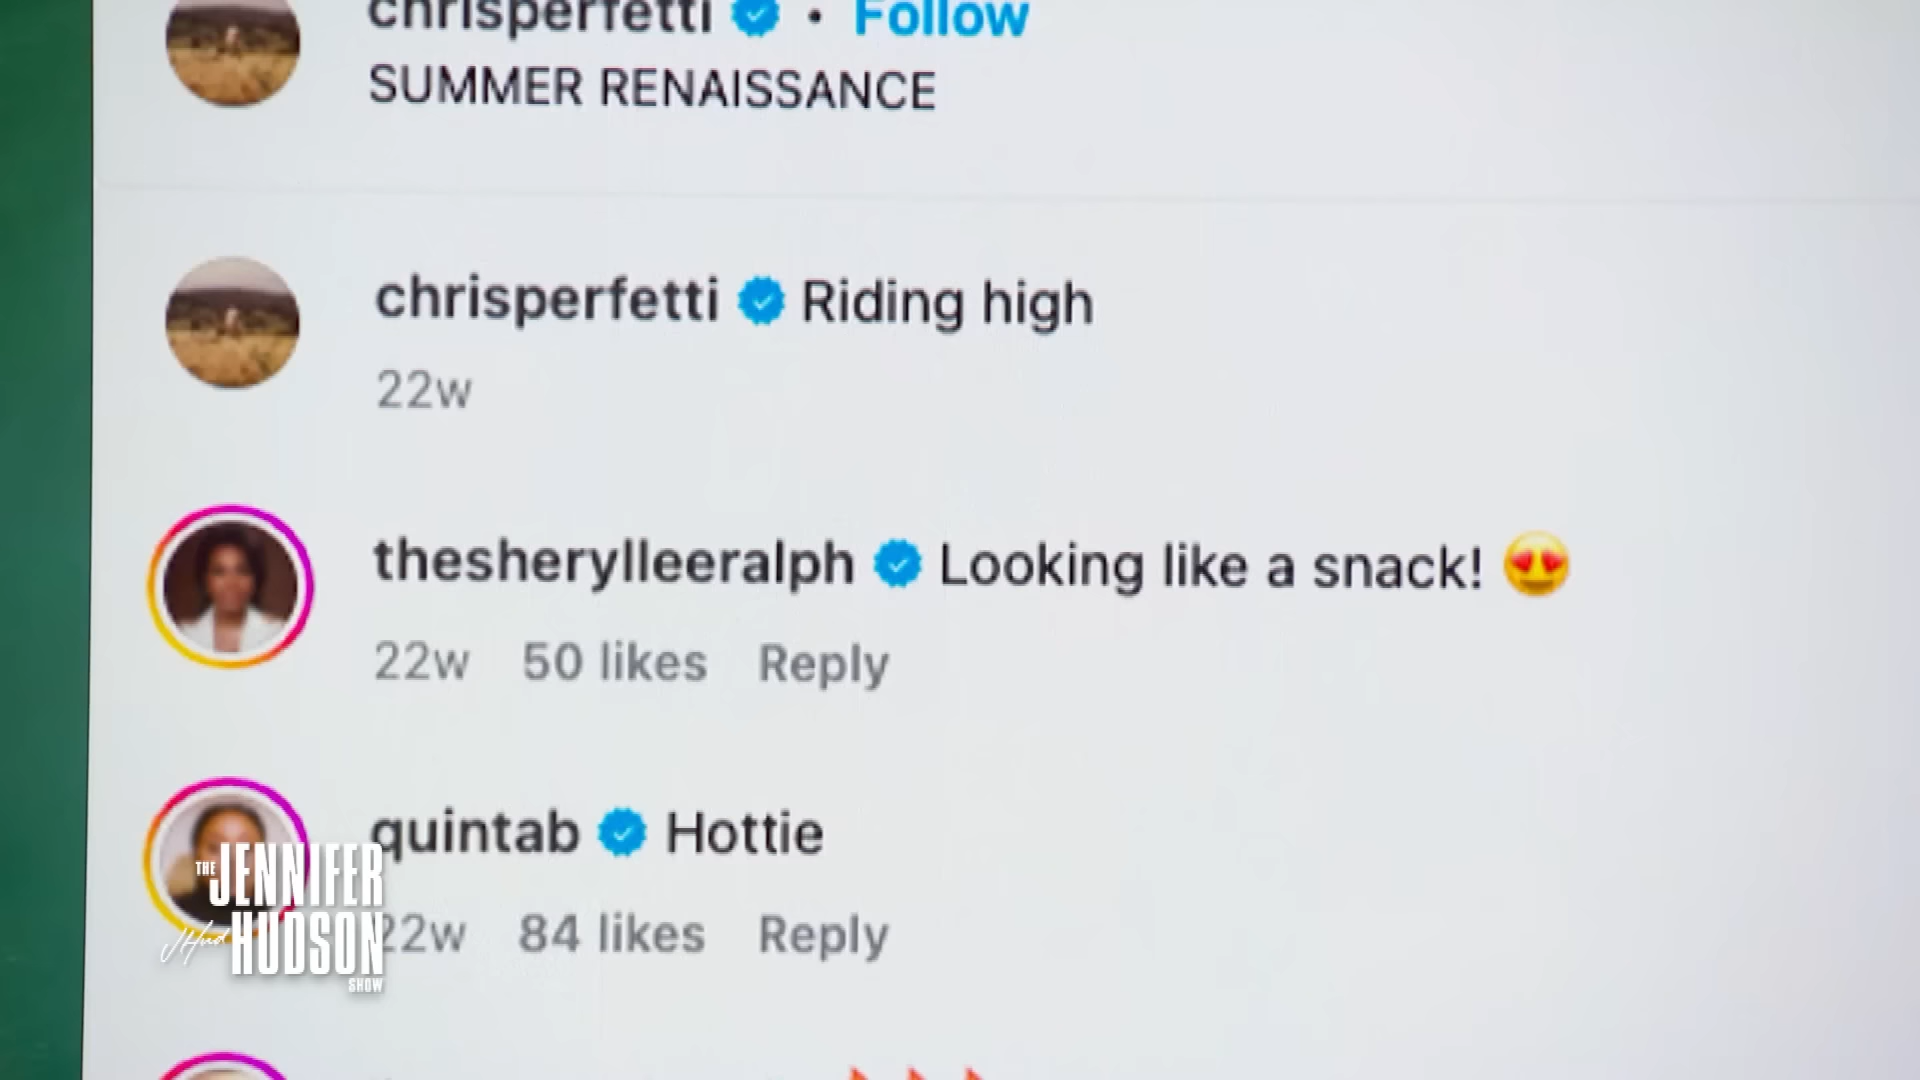 chrisperfetti • Follow
SUMMER RENAISSANCE
chrisperfetti Riding high
22w
thesherylleeralph Looking like a snack! 😍
22w 50 likes Reply
quintab Hottie
22w 84 likes Reply
THE JENNIFER
JHud HUDSON
SHOW